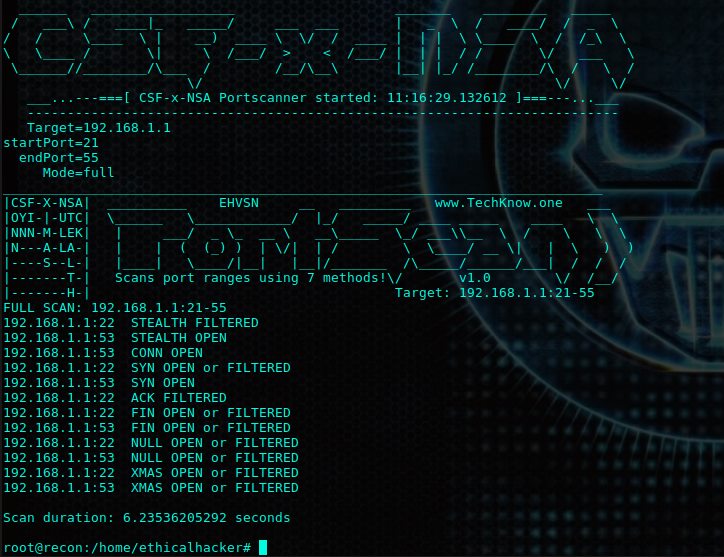 CSF-x-NSA
___...---===[ CSF-x-NSA Portscanner started: 11:16:29.132612 ]===---...___
Target=192.168.1.1
startPort=21
endPort=55
Mode=full
|CSF-X-NSA| EHVSN www.TechKnow.one
|OYI-|-UTC|
|NNN-M-LEK|
|N---A-LA-|
|----S--L-|
|-------T-| Scans port ranges using 7 methods! v1.0
|-------H-| Target: 192.168.1.1:21-55
PortScan
FULL SCAN: 192.168.1.1:21-55
192.168.1.1:22 STEALTH FILTERED
192.168.1.1:53 STEALTH OPEN
192.168.1.1:53 CONN OPEN
192.168.1.1:22 SYN OPEN or FILTERED
192.168.1.1:53 SYN OPEN
192.168.1.1:22 ACK FILTERED
192.168.1.1:22 FIN OPEN or FILTERED
192.168.1.1:53 FIN OPEN or FILTERED
192.168.1.1:22 NULL OPEN or FILTERED
192.168.1.1:53 NULL OPEN or FILTERED
192.168.1.1:22 XMAS OPEN or FILTERED
192.168.1.1:53 XMAS OPEN or FILTERED
Scan duration: 6.23536205292 seconds
root@recon:/home/ethicalhacker#